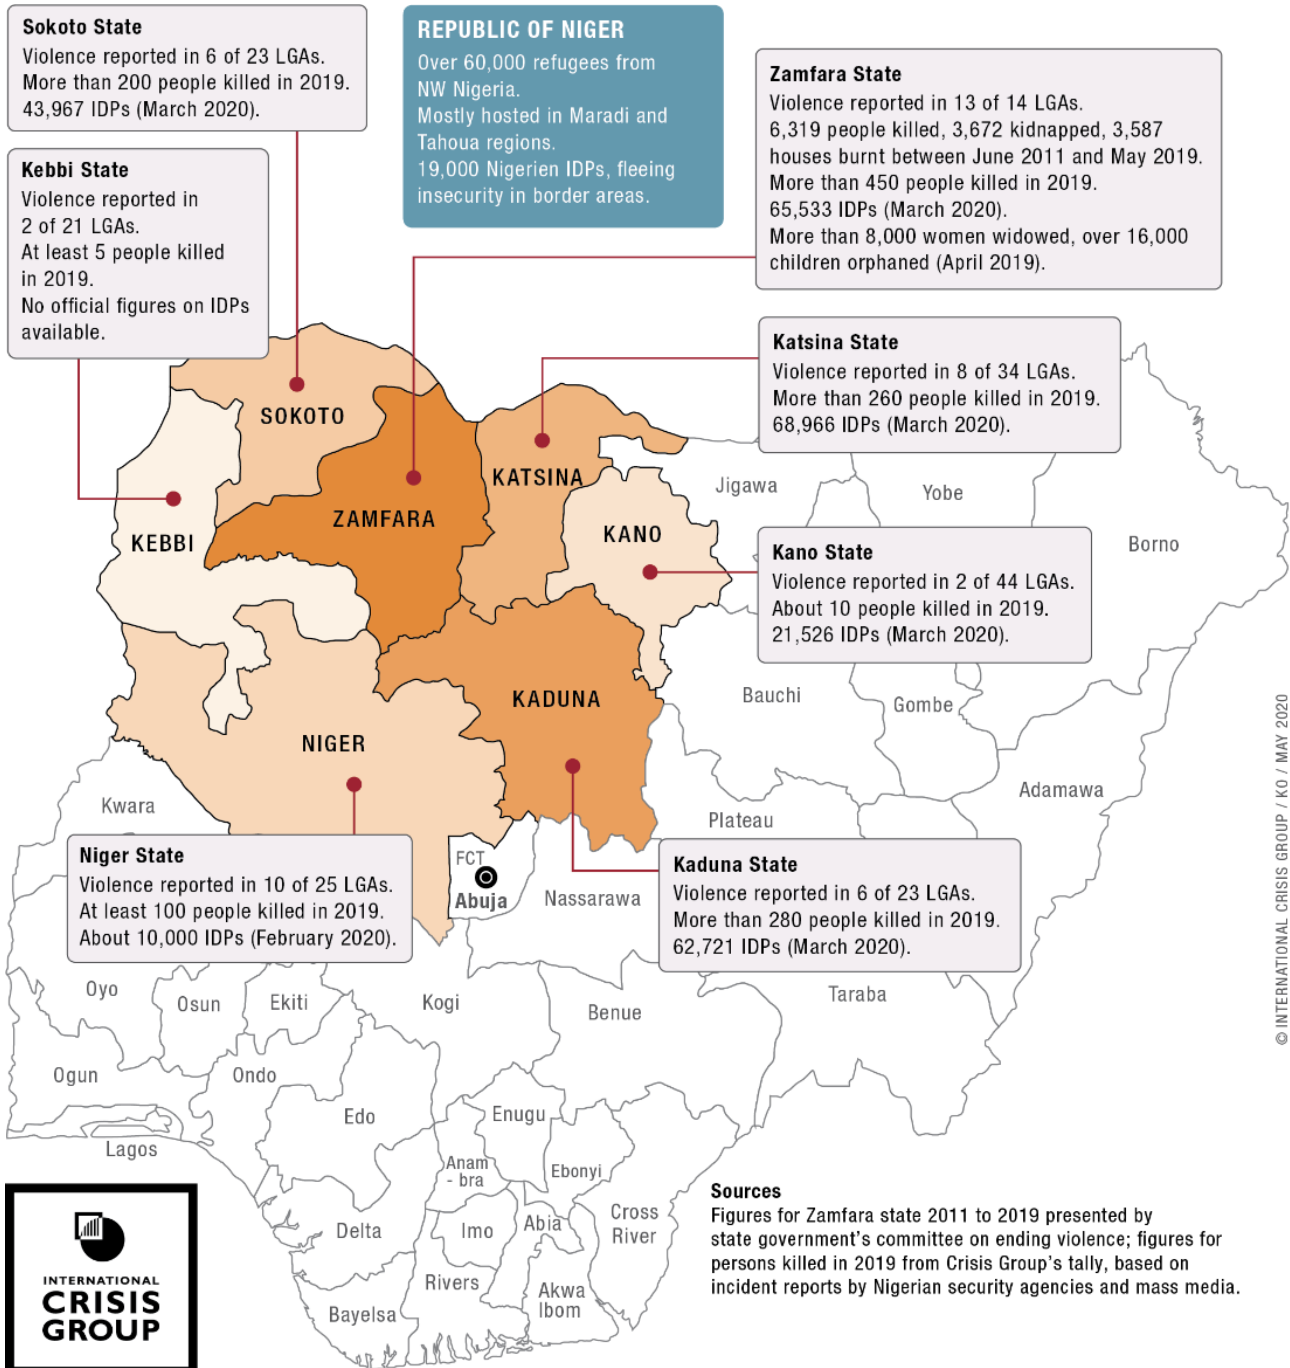 Sokoto State
Violence reported in 6 of 23 LGAs.
More than 200 people killed in 2019.
43,967 IDPs (March 2020).
REPUBLIC OF NIGER
Over 60,000 refugees from
NW Nigeria.
Mostly hosted in Maradi and
Tahoua regions.
19,000 Nigerien IDPs, fleeing
insecurity in border areas.
Zamfara State
Violence reported in 13 of 14 LGAs.
6,319 people killed, 3,672 kidnapped, 3,587
houses burnt between June 2011 and May 2019.
More than 450 people killed in 2019.
65,533 IDPs (March 2020).
More than 8,000 women widowed, over 16,000
children orphaned (April 2019).
Kebbi State
Violence reported in
2 of 21 LGAs.
At least 5 people killed
in 2019.
No official figures on IDPs
available.
Katsina State
Violence reported in 8 of 34 LGAs.
More than 260 people killed in 2019.
68,966 IDPs (March 2020).
SOKOTO
KATSINA
ZAMFARA
KEBBI
KANO
Jigawa
Yobe
Borno
Kano State
Violence reported in 2 of 44 LGAs.
About 10 people killed in 2019.
21,526 IDPs (March 2020).
KADUNA
NIGER
Bauchi
Gombe
Adamawa
Kwara
Plateau
Niger State
Violence reported in 10 of 25 LGAs.
At least 100 people killed in 2019.
About 10,000 IDPs (February 2020).
FCT
Abuja
Nassarawa
Kaduna State
Violence reported in 6 of 23 LGAs.
More than 280 people killed in 2019.
62,721 IDPs (March 2020).
Oyo
Osun
Ekiti
Kogi
Benue
Taraba
Ogun
Ondo
Edo
Enugu
Lagos
Anam
- bra
Ebonyi
Delta
Imo
Abia
Cross
River
Rivers
Bayelsa
Akwa
Ibom
Sources
Figures for Zamfara state 2011 to 2019 presented by
state government's committee on ending violence; figures for
persons killed in 2019 from Crisis Group's tally, based on
incident reports by Nigerian security agencies and mass media.
INTERNATIONAL
CRISIS
GROUP
© INTERNATIONAL CRISIS GROUP / KO / MAY 2020